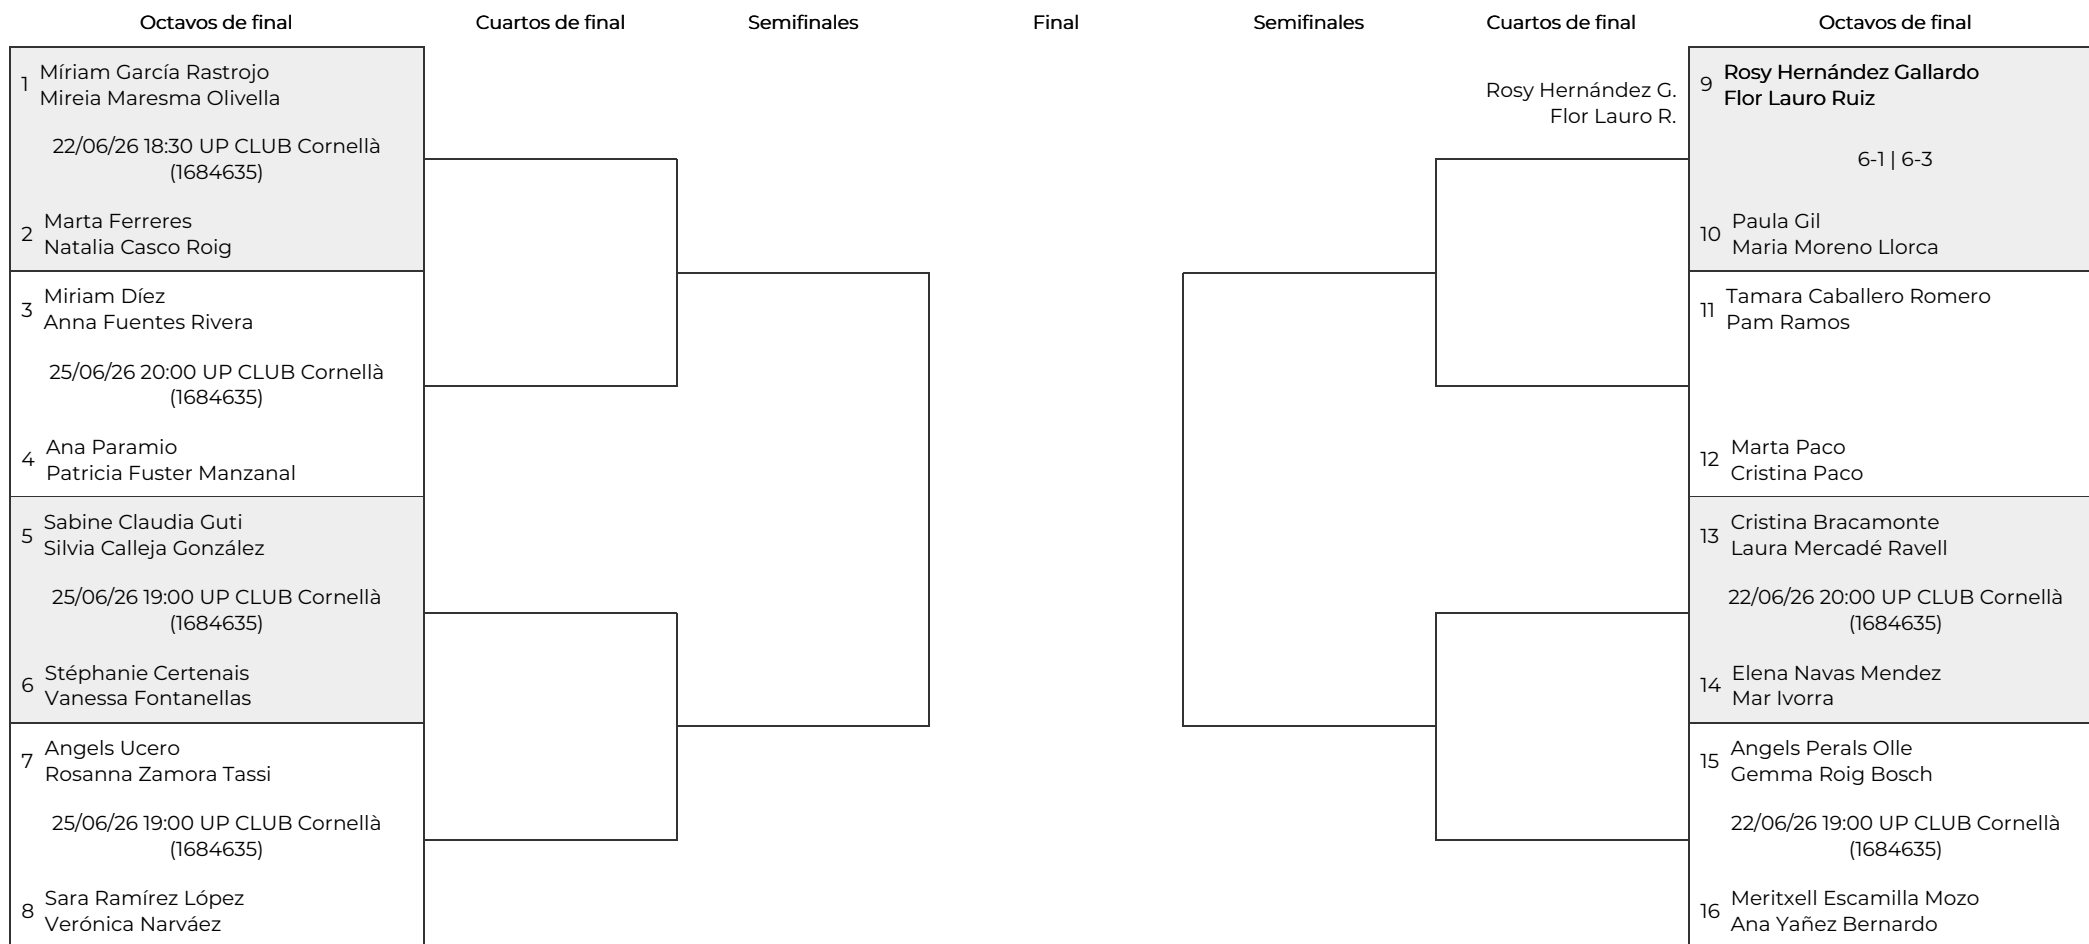 Octavos de final
Cuartos de final
Semifinales
Final
Semifinales
Cuartos de final
Octavos de final
1
Míriam García Rastrojo
Mireia Maresma Olivella
22/06/26 18:30 UP CLUB Cornellà
(1684635)
2
Marta Ferreres
Natalia Casco Roig
3
Miriam Díez
Anna Fuentes Rivera
25/06/26 20:00 UP CLUB Cornellà
(1684635)
4
Ana Paramio
Patricia Fuster Manzanal
5
Sabine Claudia Guti
Silvia Calleja González
25/06/26 19:00 UP CLUB Cornellà
(1684635)
6
Stéphanie Certenais
Vanessa Fontanellas
7
Angels Ucero
Rosanna Zamora Tassi
25/06/26 19:00 UP CLUB Cornellà
(1684635)
8
Sara Ramírez López
Verónica Narváez
Rosy Hernández G.
Flor Lauro R.
9
Rosy Hernández Gallardo
Flor Lauro Ruiz
6-1 | 6-3
10
Paula Gil
Maria Moreno Llorca
11
Tamara Caballero Romero
Pam Ramos
12
Marta Paco
Cristina Paco
13
Cristina Bracamonte
Laura Mercadé Ravell
22/06/26 20:00 UP CLUB Cornellà
(1684635)
14
Elena Navas Mendez
Mar Ivorra
15
Angels Perals Olle
Gemma Roig Bosch
22/06/26 19:00 UP CLUB Cornellà
(1684635)
16
Meritxell Escamilla Mozo
Ana Yañez Bernardo